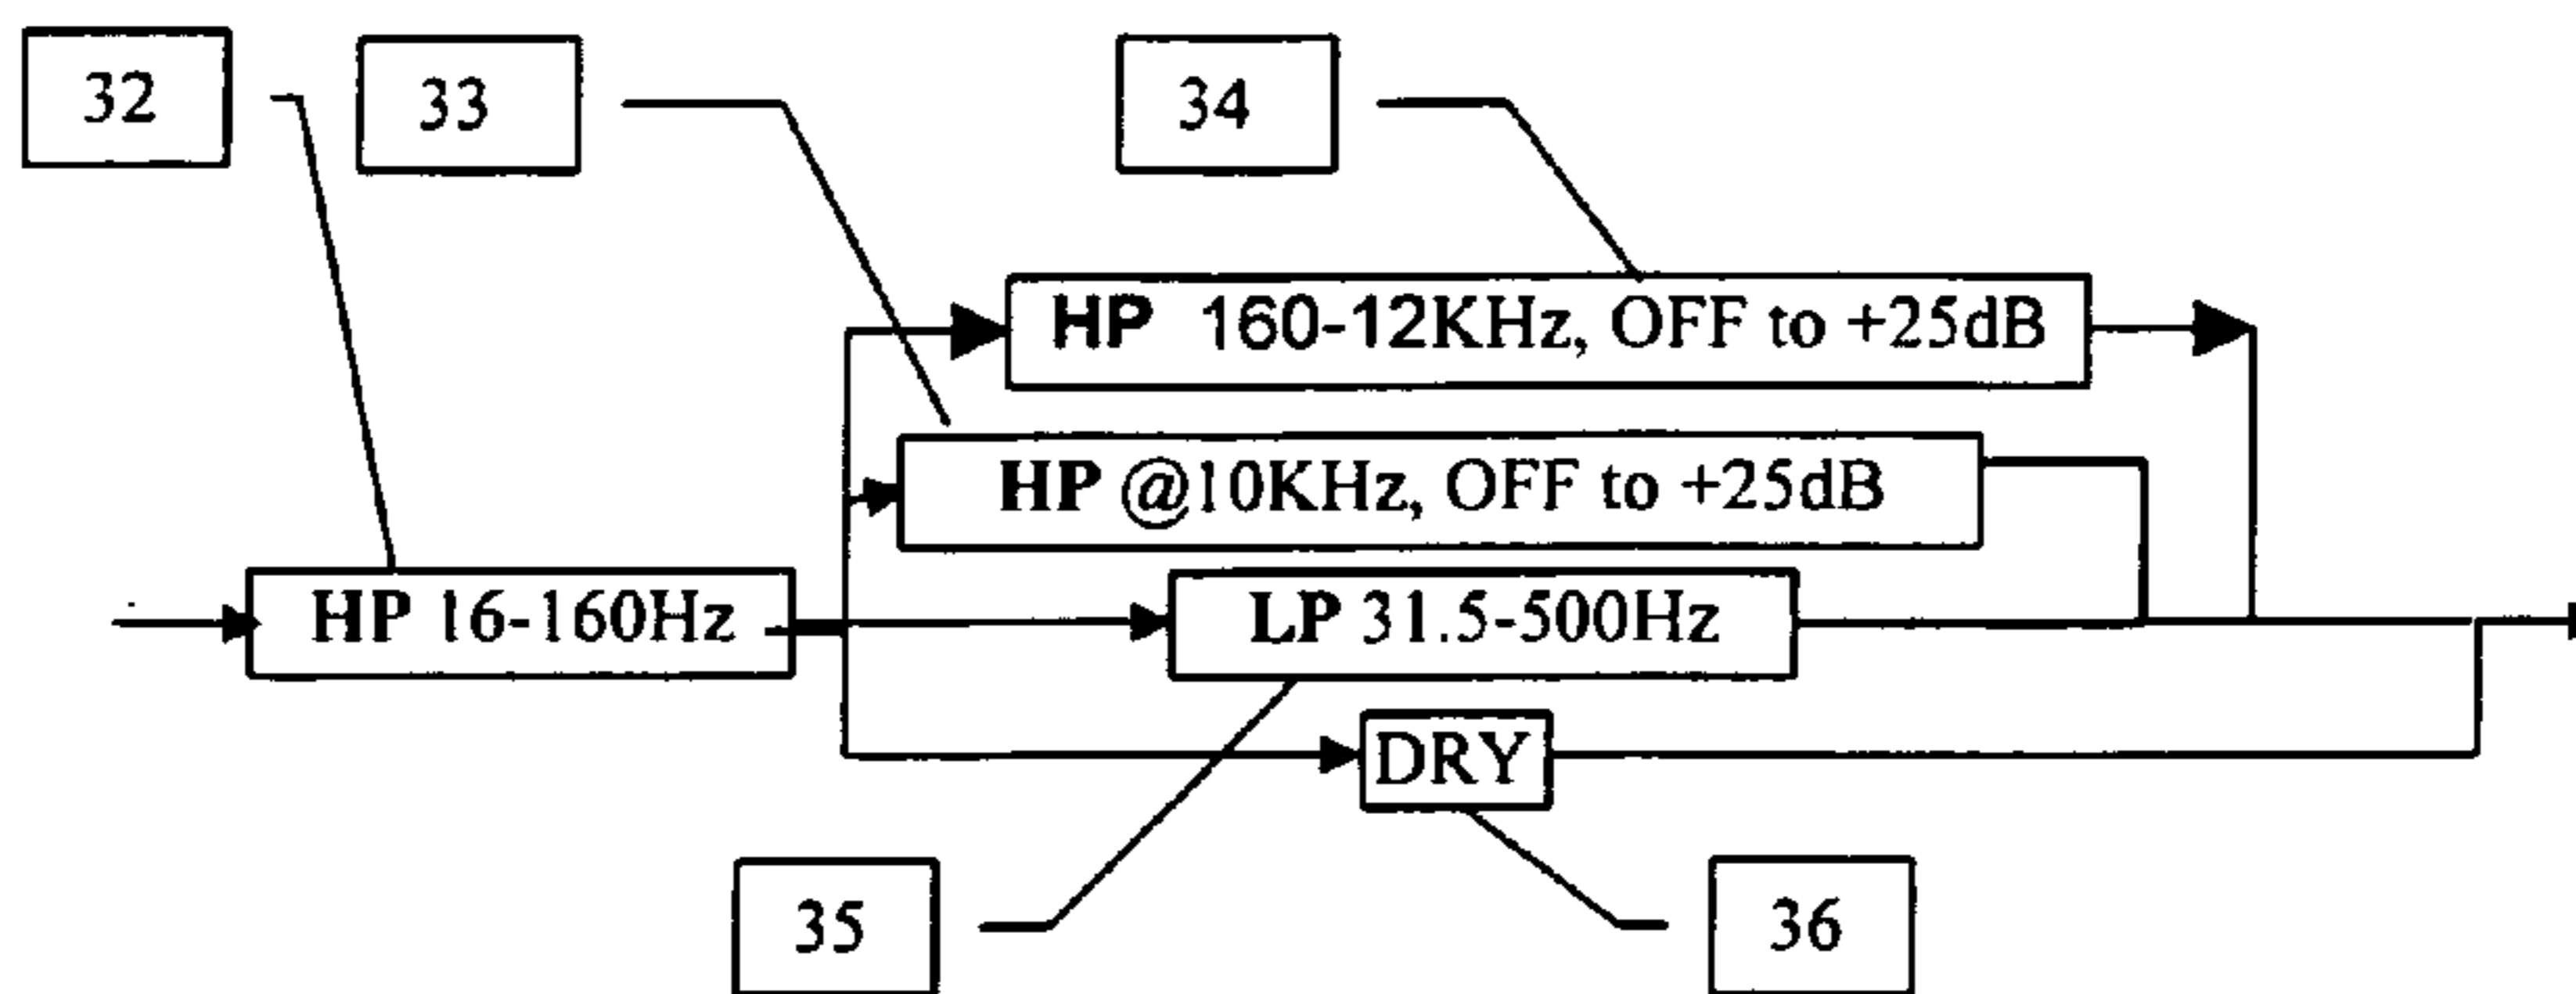 32
33
34
HP 160-12KHz, OFF to +25dB
HP @10KHz, OFF to +25dB
HP 16-160Hz
LP 31.5-500Hz
DRY
35
36